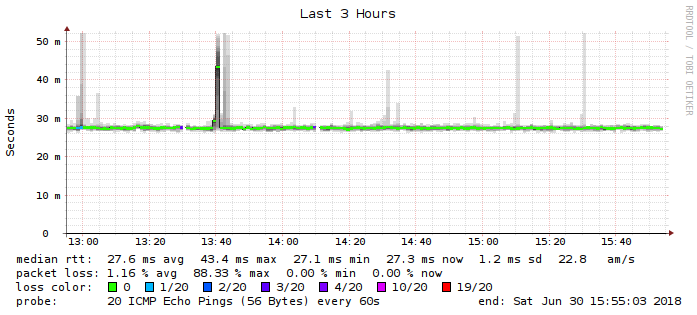 Last 3 Hours
RRDTOOL / TOBI OETIKER
Seconds
50 m
40 m
30 m
20 m
10 m
0
13:00 13:20 13:40 14:00 14:20 14:40 15:00 15:20 15:40
median rtt: 27.6 ms avg 43.4 ms max 27.1 ms min 27.3 ms now 1.2 ms sd 22.8 am/s
packet loss: 1.16 % avg 88.33 % max 0.00 % min 0.00 % now
loss color: 0 1/20 2/20 3/20 4/20 10/20 19/20
probe: 20 ICMP Echo Pings (56 Bytes) every 60s end: Sat Jun 30 15:55:03 2018